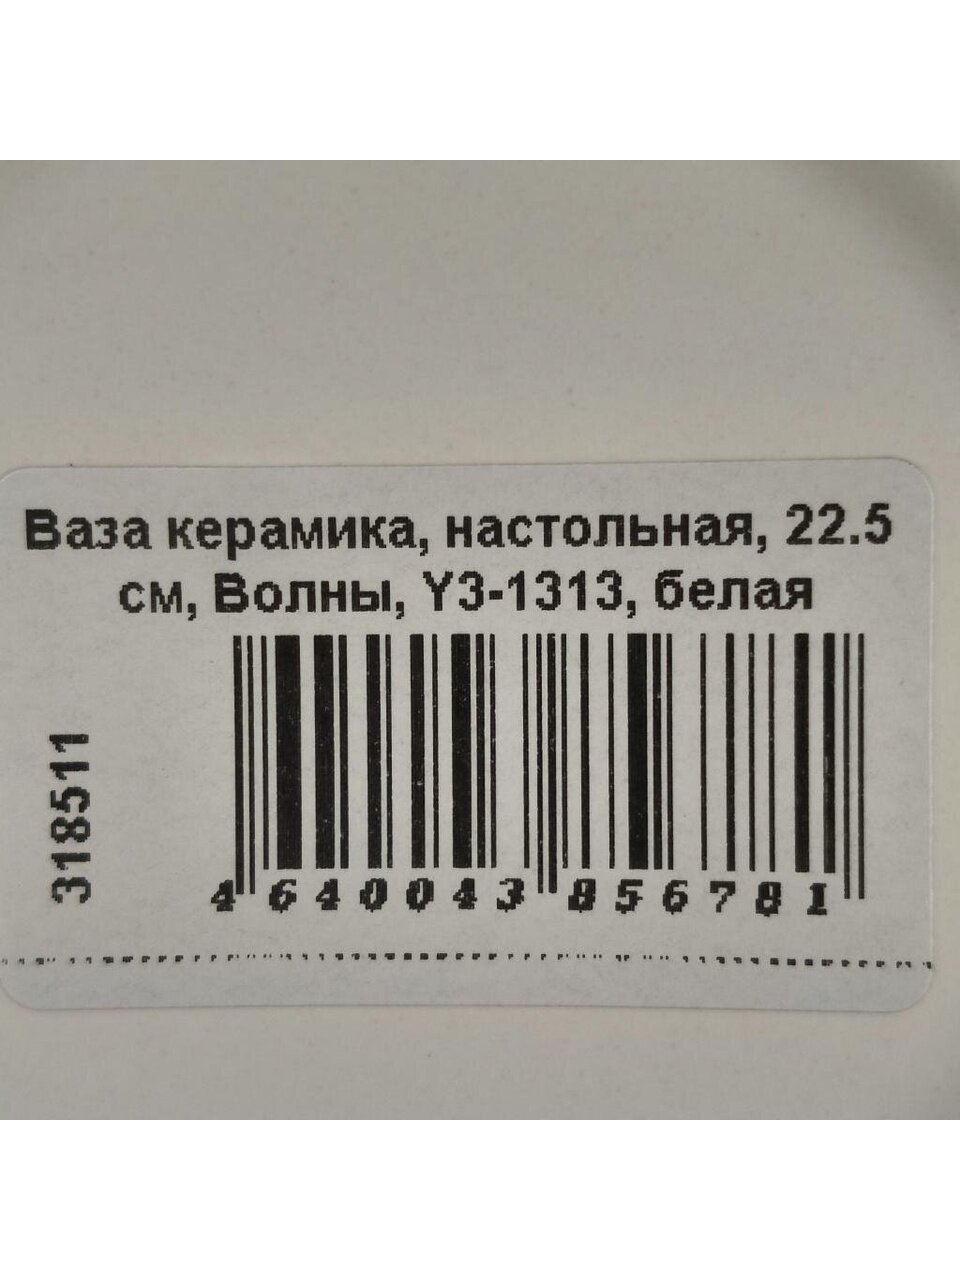 Ваза керамика, настольная, 22.5
см, Волны, Y3-1313, белая
318511
4640043856781